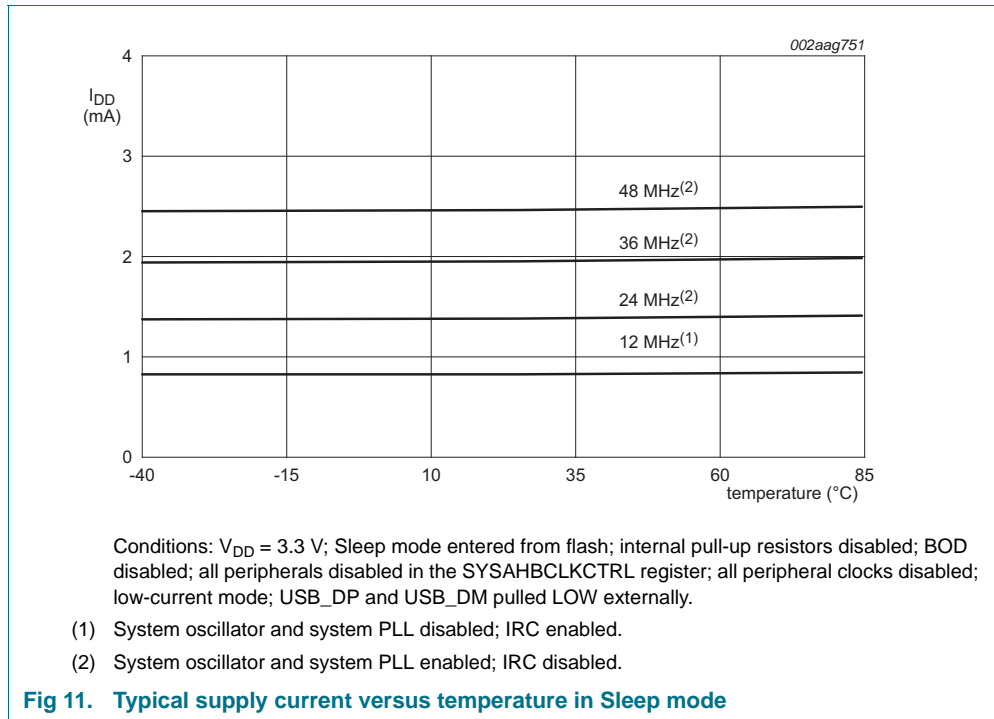 002aag751
4
I_DD
(mA)
3
48 MHz(2)
36 MHz(2)
2
24 MHz(2)
12 MHz(1)
1
0
-40 -15 10 35 60 85
temperature (°C)
Conditions: V_DD = 3.3 V; Sleep mode entered from flash; internal pull-up resistors disabled; BOD
disabled; all peripherals disabled in the SYSAHBCLKCTRL register; all peripheral clocks disabled;
low-current mode; USB_DP and USB_DM pulled LOW externally.
(1) System oscillator and system PLL disabled; IRC enabled.
(2) System oscillator and system PLL enabled; IRC disabled.
Fig 11. Typical supply current versus temperature in Sleep mode